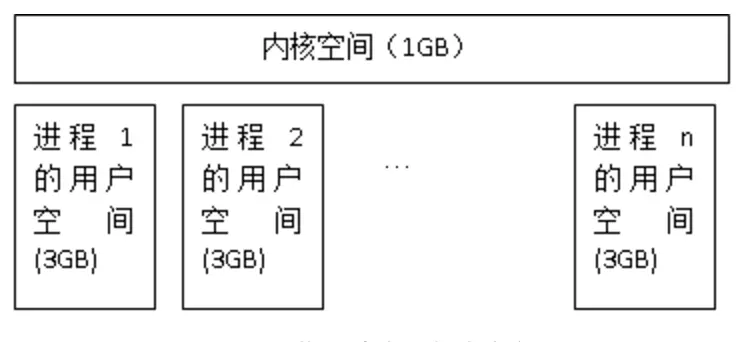 内核空间（1GB）
进程 1
的用户
空间
(3GB)
进程 2
的用户
空间
(3GB)
...
进程 n
的用户
空间
(3GB)